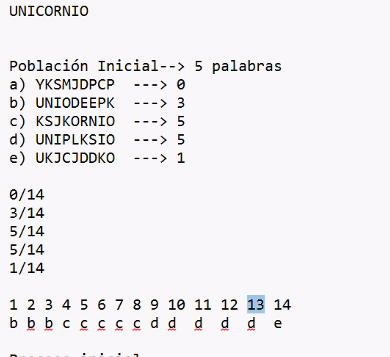 UNICORNIO
Población Inicial--> 5 palabras
a) YKSMJDPCP ---> 0
b) UNIODEEPK ---> 3
c) KSJKORNIO ---> 5
d) UNIPLKSIO ---> 5
e) UKJCJDDKO ---> 1
0/14
3/14
5/14
5/14
1/14
1 2 3 4 5 6 7 8 9 10 11 12 13 14
b b b c c c c c d d d d d e
Proceso inicial